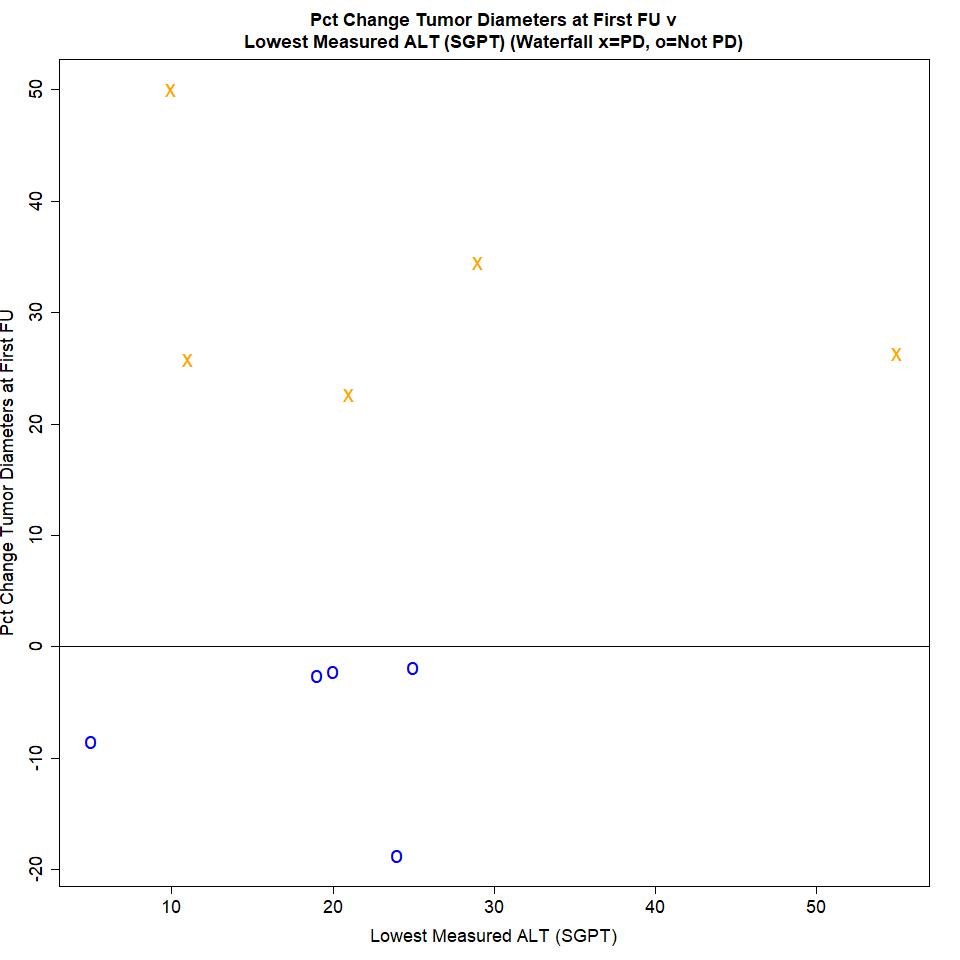 Pct Change Tumor Diameters at First FU v
Lowest Measured ALT (SGPT) (Waterfall x=PD, o=Not PD)
Pct Change Tumor Diameters at First FU
50
40
30
20
10
0
-10
-20
X
X
X
X
X
O
O
O
O
O
10
20
30
40
50
Lowest Measured ALT (SGPT)